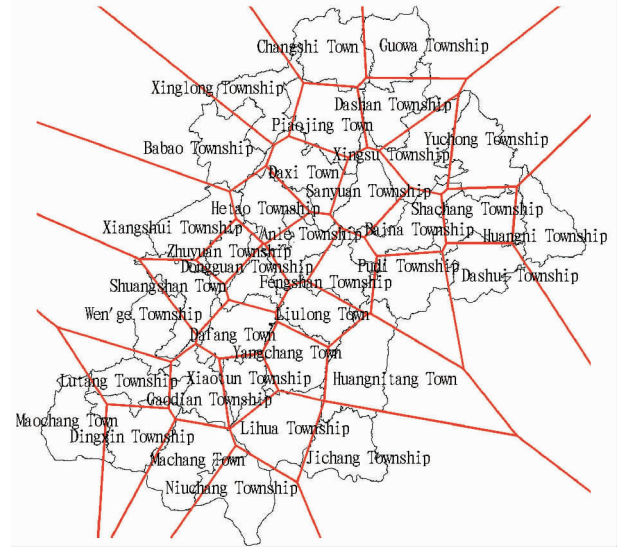 Changshi Town
Guowa Township
Xinglong Township
Dashan Township
Piaojing Town
Yuchong Township
Babao Township
Xingsu Township
Daxi Town
Sanyuan Township
Hetao Township
Shachang Township
Xiangshui Township
Anle Township
Baina Township
Huangni Township
Zhuyuan Township
Dongguan Township
Pudi Township
Dashui Township
Shuangshan Town
Fengshan Township
Wen'ge Township
Liulong Town
Dafang Town
Yangchang Town
Lutang Township
Xiaotun Township
Huangnitang Town
Gaodian Township
Maochang Town
Dingxin Township
Lihua Township
Machang Town
Jichang Township
Niuchang Township